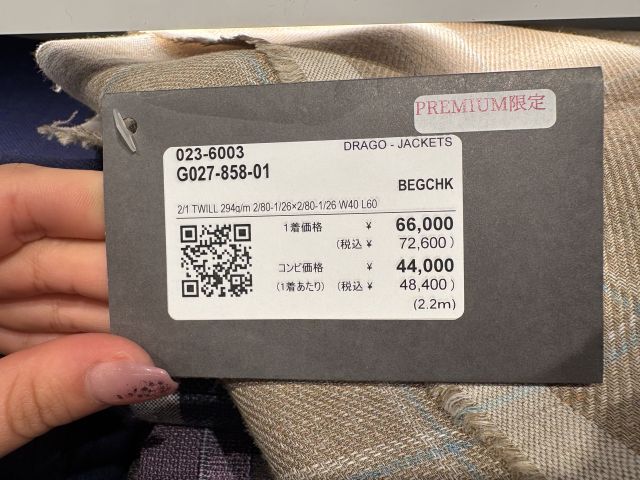 PREMIUM限定
023-6003
DRAGO - JACKETS
G027-858-01
BEGCHK
2/1 TWILL 294g/m 2/80-1/26×2/80-1/26 W40 L60
1着価格 ¥ 66,000
(税込 ¥ 72,600 )
コンビ価格 ¥ 44,000
(1着あたり) (税込 ¥ 48,400 )
(2.2m)